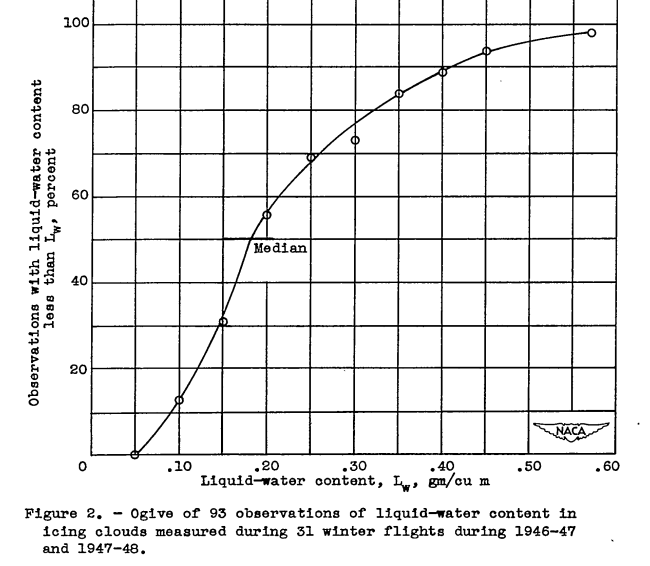 100
80
60
40
20
0
Observations with liquid-water content
less than Lw, percent
Median
NACA
.10 .20 .30 .40 .50 .60
Liquid-water content, Lw, gm/cu m
Figure 2. - Ogive of 93 observations of liquid-water content in
icing clouds measured during 31 winter flights during 1946-47
and 1947-48.